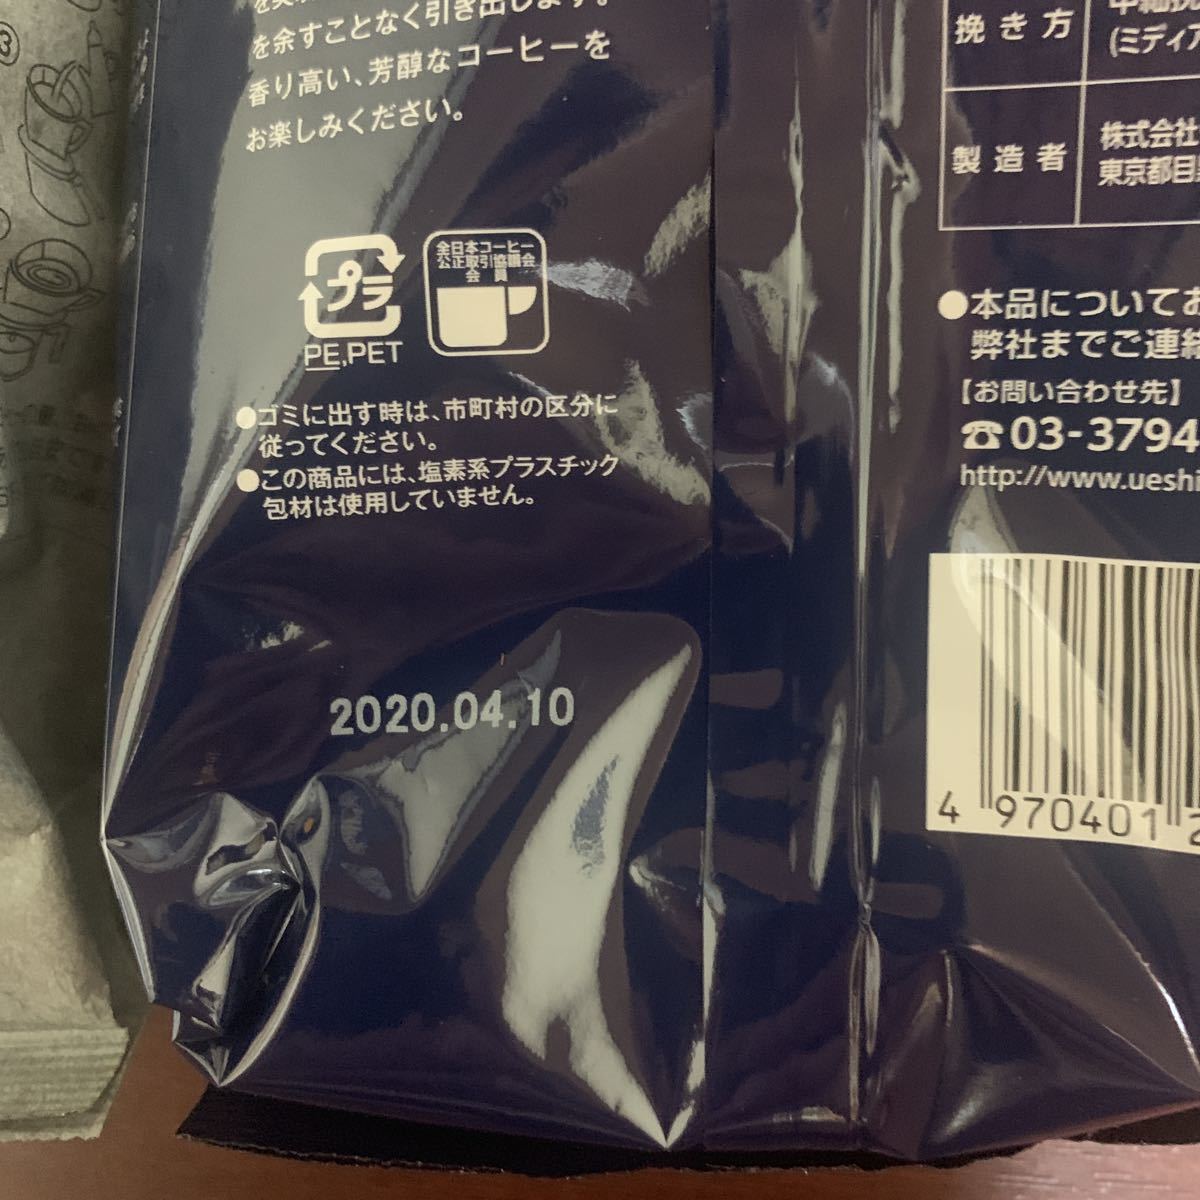 を余すことなく引き出します。
香り高い、芳醇なコーヒーを
お楽しみください。
プラ
PE,PET
全日本コーヒー
公正取引協議会
会員
●ゴミに出す時は、市町村の区分に
従ってください。
●この商品には、塩素系プラスチック
包材は使用していません。
2020.04.10
挽き方
(ミディア
製造者
株式会社
東京都目黒
●本品についてお
弊社までご連絡
【お問い合わせ先】
☎03-3794
http://www.ueshi
4 970401 2